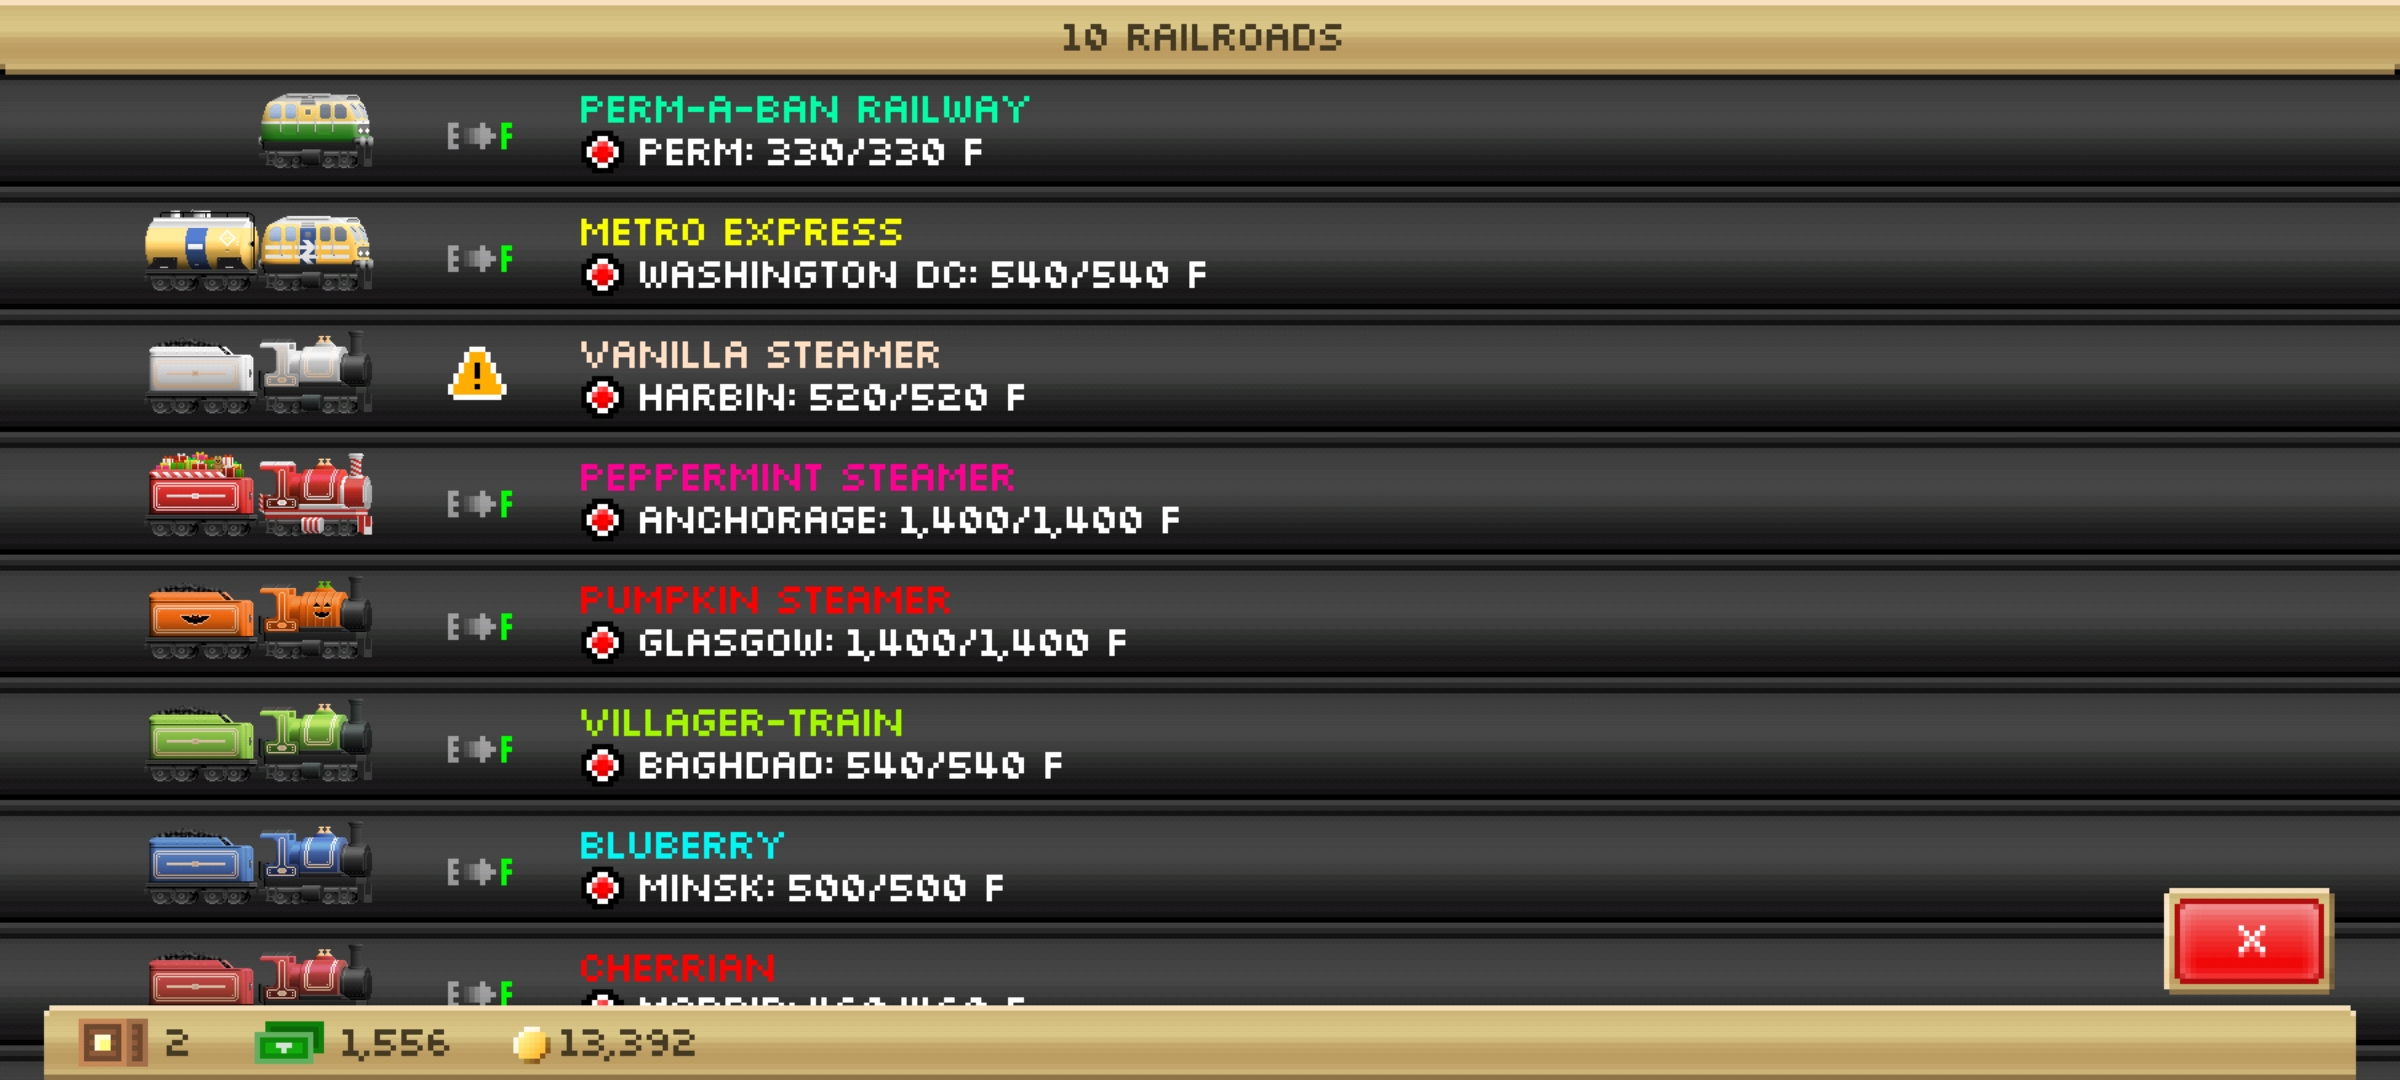 10 RAILROADS
PERM-A-BAN RAILWAY
E F
PERM: 330/330 F
METRO EXPRESS
E F
WASHINGTON DC: 540/540 F
VANILLA STEAMER
!
HARBIN: 520/520 F
PEPPERMINT STEAMER
E F
ANCHORAGE: 1,400/1,400 F
PUMPKIN STEAMER
E F
GLASGOW: 1,400/1,400 F
VILLAGER-TRAIN
E F
BAGHDAD: 540/540 F
BLUBERRY
E F
MINSK: 500/500 F
CHERRIAN
E F
X
2 1,556 13,392